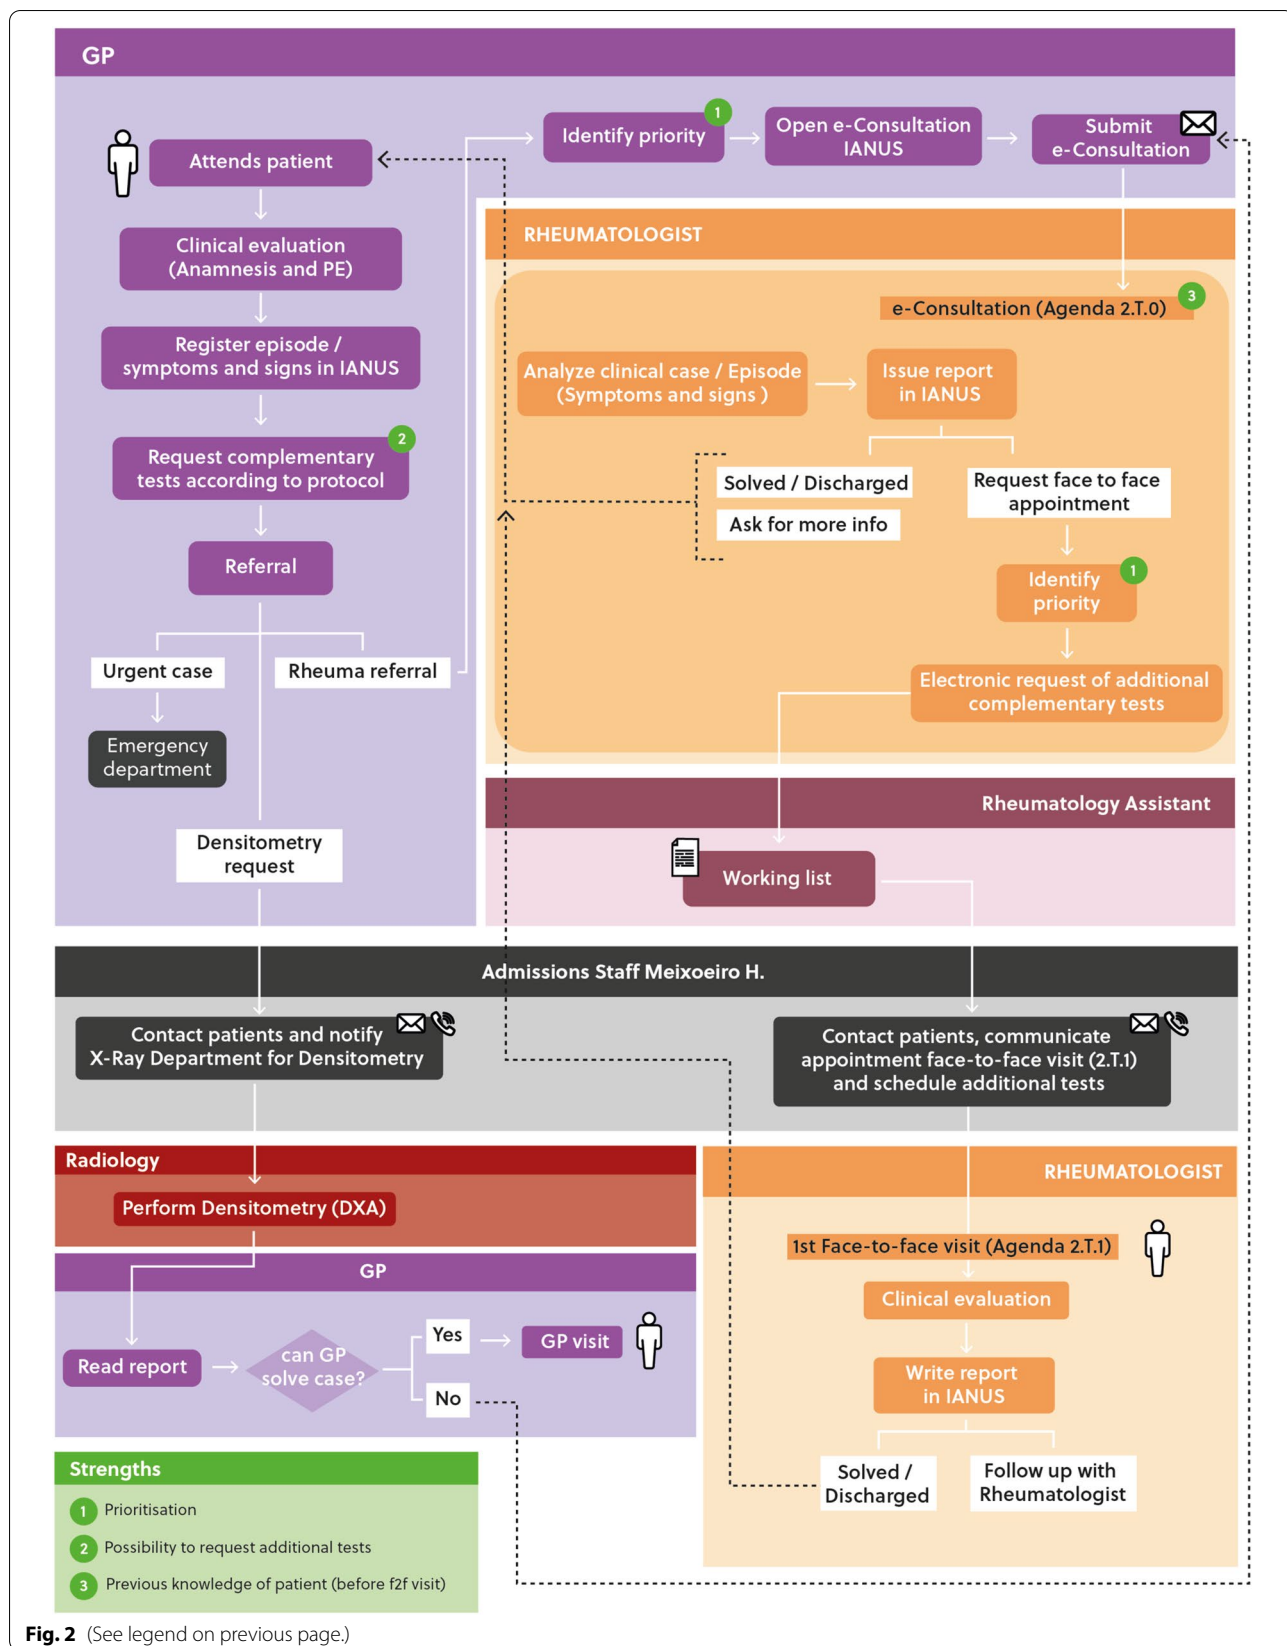 GP
Attends patient
Clinical evaluation
(Anamnesis and PE)
Register episode /
symptoms and signs in IANUS
2
Request complementary
tests according to protocol
Referral
Urgent case
Rheuma referral
Emergency
department
Densitometry
request
1
Identify priority
Open e-Consultation
IANUS
Submit
e-Consultation
RHEUMATOLOGIST
3
e-Consultation (Agenda 2.T.0)
Analyze clinical case / Episode
(Symptoms and signs )
Issue report
in IANUS
Solved / Discharged
Ask for more info
Request face to face
appointment
1
Identify
priority
Electronic request of additional
complementary tests
Rheumatology Assistant
Working list
Admissions Staff Meixoeiro H.
Contact patients and notify
X-Ray Department for Densitometry
Contact patients, communicate
appointment face-to-face visit (2.T.1)
and schedule additional tests
Radiology
Perform Densitometry (DXA)
GP
Read report
can GP
solve case?
Yes
No
GP visit
RHEUMATOLOGIST
1st Face-to-face visit (Agenda 2.T.1)
Clinical evaluation
Write report
in IANUS
Solved /
Discharged
Follow up with
Rheumatologist
Strengths
1 Prioritisation
2 Possibility to request additional tests
3 Previous knowledge of patient (before f2f visit)
Fig. 2 (See legend on previous page.)